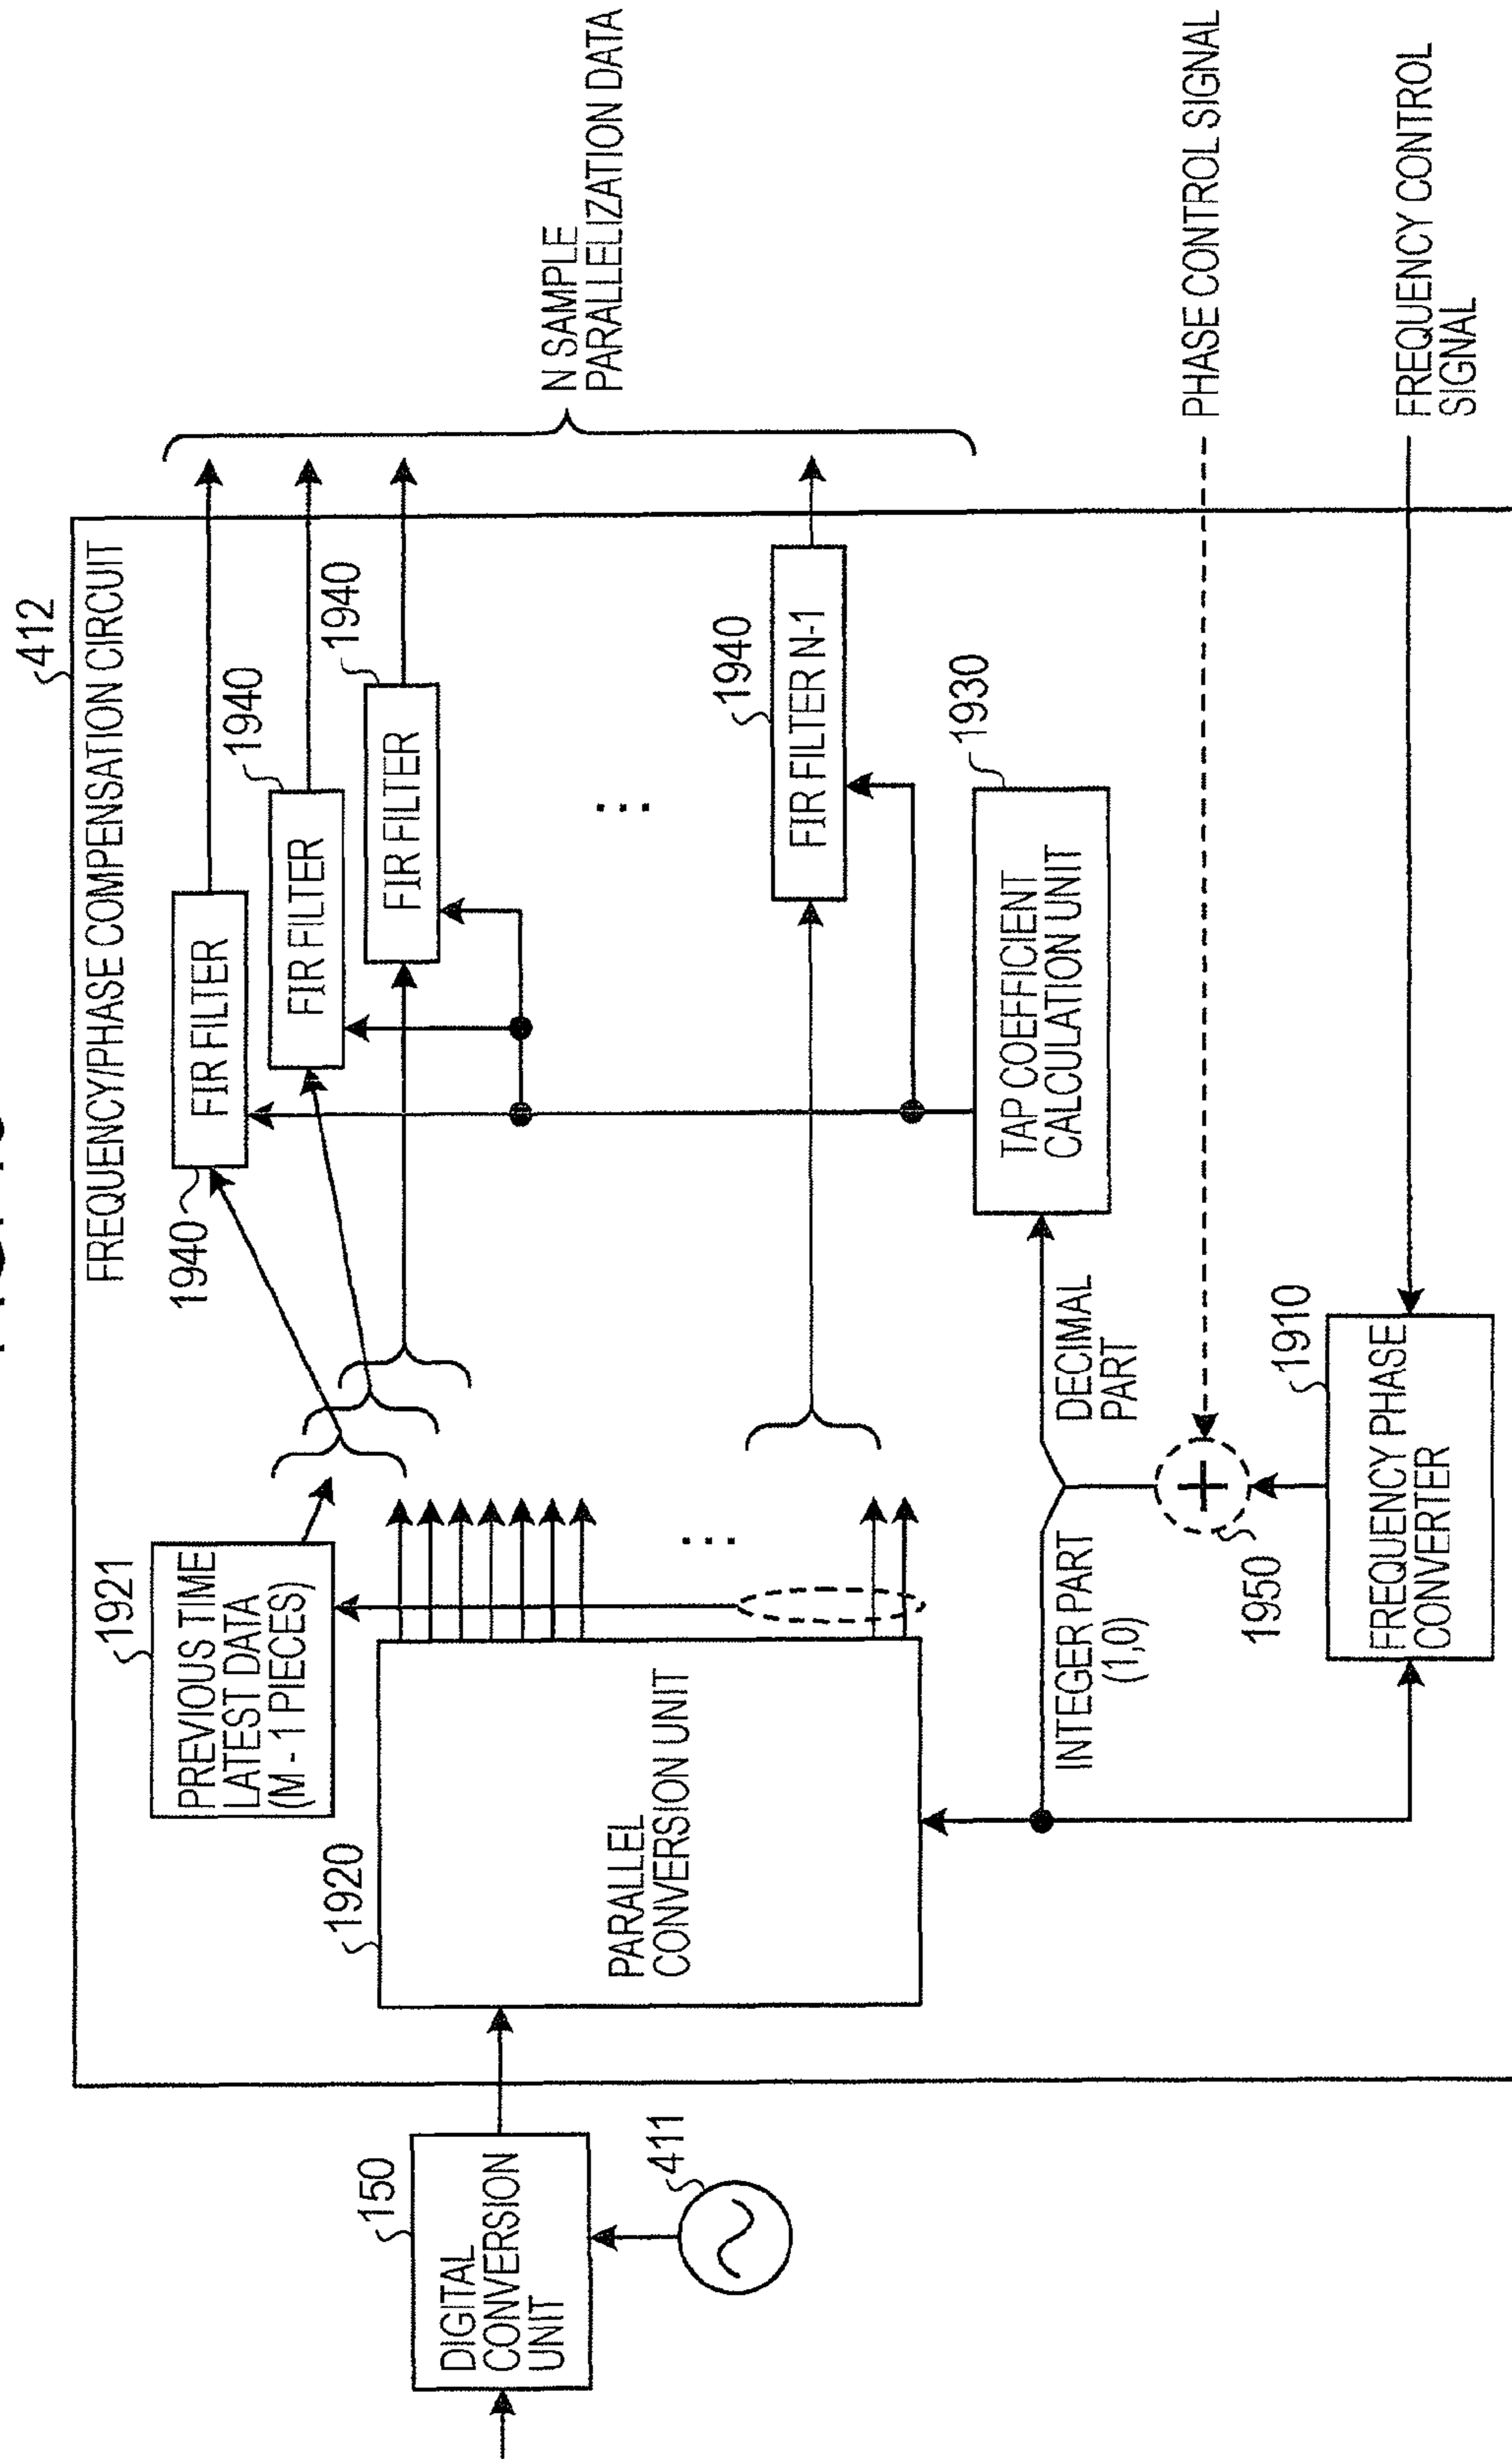 412
FREQUENCY/PHASE COMPENSATION CIRCUIT
150
DIGITAL
CONVERSION
UNIT
411
1920
PARALLEL
CONVERSION UNIT
1921
PREVIOUS TIME
LATEST DATA
(M - 1 PIECES)
...
1940
FIR FILTER
1940
FIR FILTER
1940
FIR FILTER
...
1940
FIR FILTER N-1
N SAMPLE
PARALLELIZATION DATA
1930
TAP COEFFICIENT
CALCULATION UNIT
INTEGER PART
(1,0)
DECIMAL
PART
1950
+
PHASE CONTROL SIGNAL
1910
FREQUENCY PHASE
CONVERTER
FREQUENCY CONTROL
SIGNAL